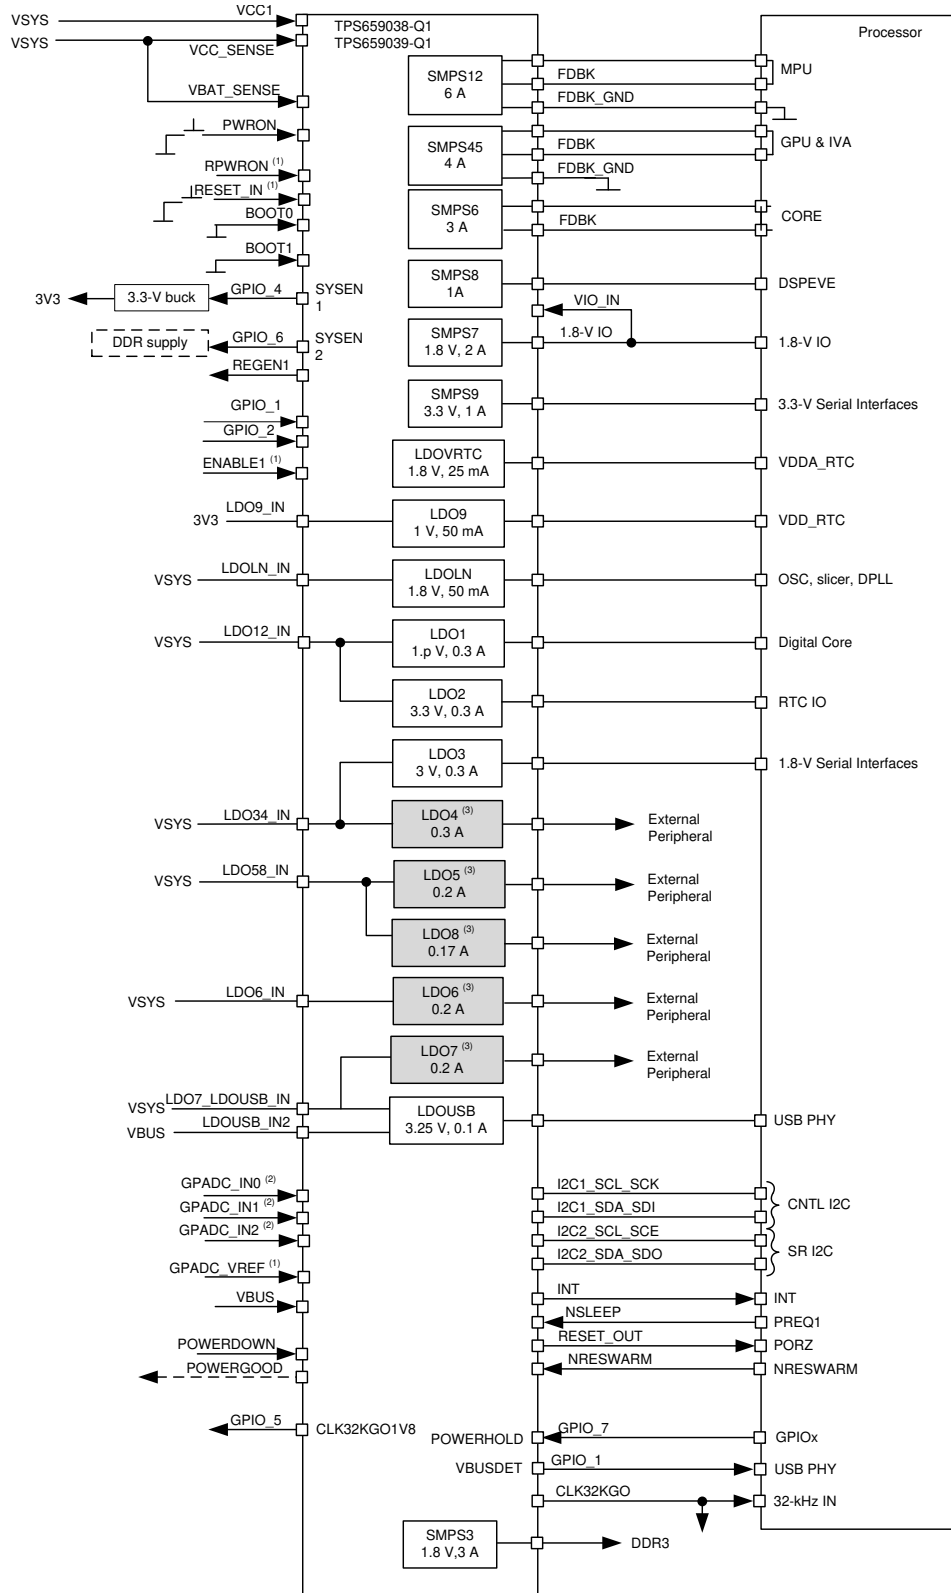 VSYS VCC1
TPS659038-Q1
TPS659039-Q1
Processor
VSYS
VCC_SENSE
VBAT_SENSE
PWRON
RPWRON (1)
RESET_IN (1)
BOOT0
BOOT1
3V3 3.3-V buck GPIO_4 SYSEN
1
DDR supply GPIO_6 SYSEN
2
REGEN1
GPIO_1
GPIO_2
ENABLE1 (1)
SMPS12
6 A
FDBK
FDBK_GND
MPU
SMPS45
4 A
FDBK
FDBK_GND
GPU & IVA
SMPS6
3 A
FDBK
CORE
SMPS8
1A
DSPEVE
VIO_IN
SMPS7
1.8 V, 2 A
1.8-V IO
1.8-V IO
SMPS9
3.3 V, 1 A
3.3-V Serial Interfaces
LDOVRTC
1.8 V, 25 mA
VDDA_RTC
3V3 LDO9_IN
LDO9
1 V, 50 mA
VDD_RTC
VSYS LDOLN_IN
LDOLN
1.8 V, 50 mA
OSC, slicer, DPLL
VSYS LDO12_IN
LDO1
1.p V, 0.3 A
Digital Core
LDO2
3.3 V, 0.3 A
RTC IO
LDO3
3 V, 0.3 A
1.8-V Serial Interfaces
VSYS LDO34_IN
LDO4 (3)
0.3 A
External
Peripheral
VSYS LDO58_IN
LDO5 (3)
0.2 A
External
Peripheral
LDO8 (3)
0.17 A
External
Peripheral
VSYS LDO6_IN
LDO6 (3)
0.2 A
External
Peripheral
LDO7 (3)
0.2 A
External
Peripheral
VSYS LDO7_LDOUSB_IN
VBUS LDOUSB_IN2
LDOUSB
3.25 V, 0.1 A
USB PHY
GPADC_IN0 (2)
GPADC_IN1 (2)
GPADC_IN2 (2)
GPADC_VREF (1)
VBUS
POWERDOWN
POWERGOOD
GPIO_5 CLK32KGO1V8
I2C1_SCL_SCK
I2C1_SDA_SDI
CNTL I2C
I2C2_SCL_SCE
I2C2_SDA_SDO
SR I2C
INT INT
NSLEEP PREQ1
RESET_OUT PORZ
NRESWARM NRESWARM
POWERHOLD GPIO_7 GPIOx
VBUSDET GPIO_1 USB PHY
CLK32KGO 32-kHz IN
SMPS3
1.8 V,3 A
DDR3